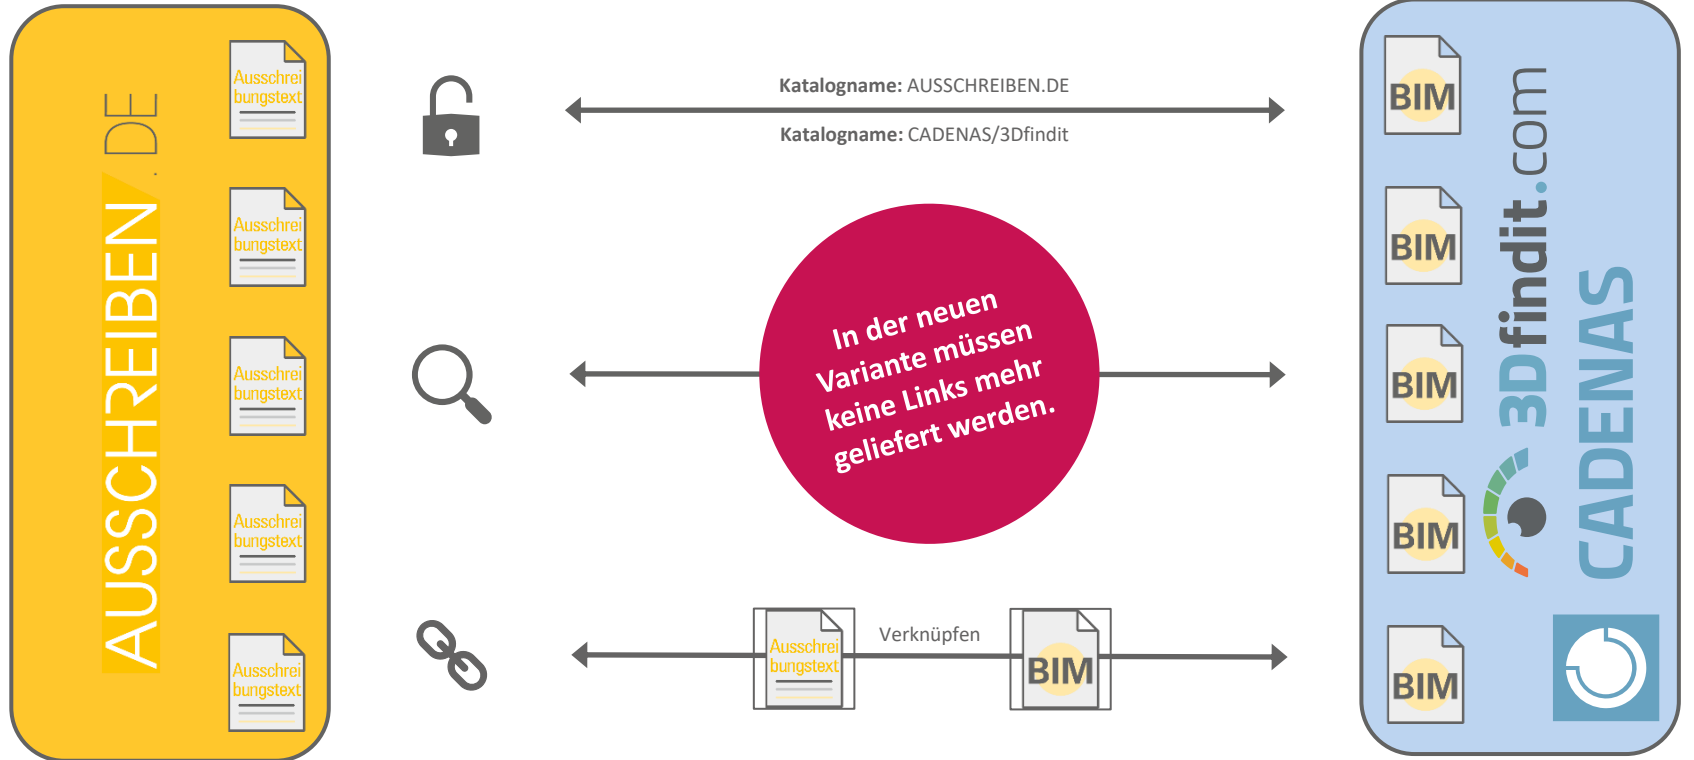 AUSSCHREIBEN.DE
Ausschrei
bungstext
Ausschrei
bungstext
Ausschrei
bungstext
Ausschrei
bungstext
Ausschrei
bungstext
Katalogname: AUSSCHREIBEN.DE
Katalogname: CADENAS/3Dfindit
In der neuen
Variante müssen
keine Links mehr
geliefert werden.
Ausschrei
bungstext
Verknüpfen
BIM
BIM
BIM
BIM
BIM
BIM
3Dfindit.com
CADENAS